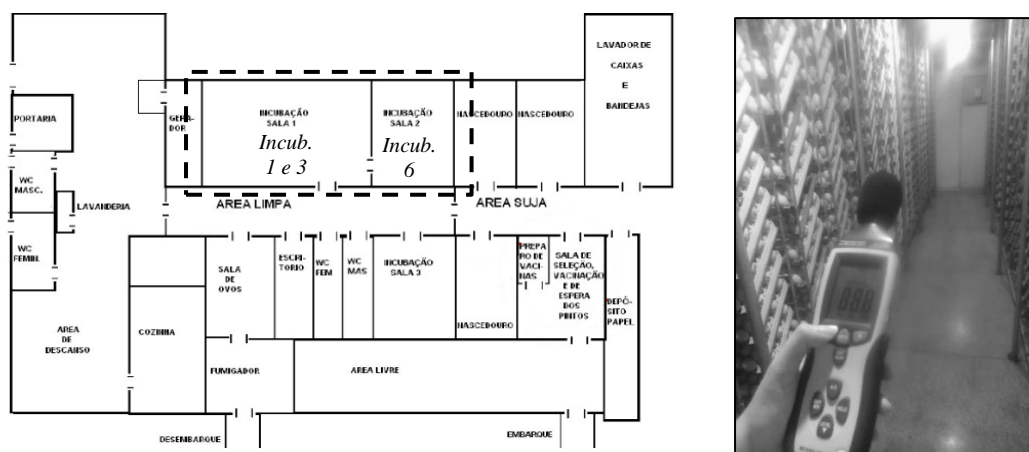 LAVADOR DE
CAIXAS
E
BANDEJAS
PORTARIA
GERA-
DOR
INCUBAÇÃO
SALA 1
Incub.
1 e 3
INCUBAÇÃO
SALA 2
Incub.
6
NASCEDOURO
NASCEDOURO
WC
MASC.
LAVANDERIA
AREA LIMPA
AREA SUJA
WC
FEMIN.
SALA
DE
OVOS
ESCRI-
TORIO
WC
FEM
WC
MAS
INCUBAÇÃO
SALA 3
PREPA
RO DE
VACI-
NAS
SALA DE
SELEÇÃO,
VACINAÇÃO
E DE
ESPERA
DOS
PINTOS
DEPÓ-
SITO
PAPEL
AREA
DE
DESCANSO
COZINHA
NASCEDOURO
FUMIGADOR
AREA LIVRE
DESEMBARQUE
EMBARQUE